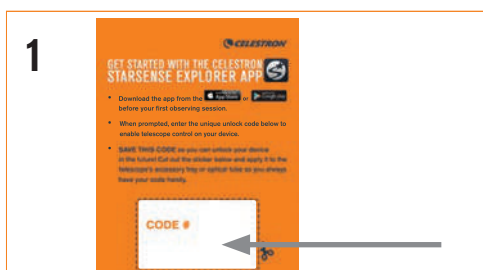 1
CELESTRON
GET STARTED WITH THE CELESTRON
STARSENSE EXPLORER APP
• Download the app from the App Store or Google Play
before your first observing session.
• When prompted, enter the unique unlock code below to
enable telescope control on your device.
• SAVE THIS CODE so you can unlock your device
in the future! Cut out the sticker below and apply it to the
telescope's accessory tray or optical tube so you always
have your code handy.
CODE #